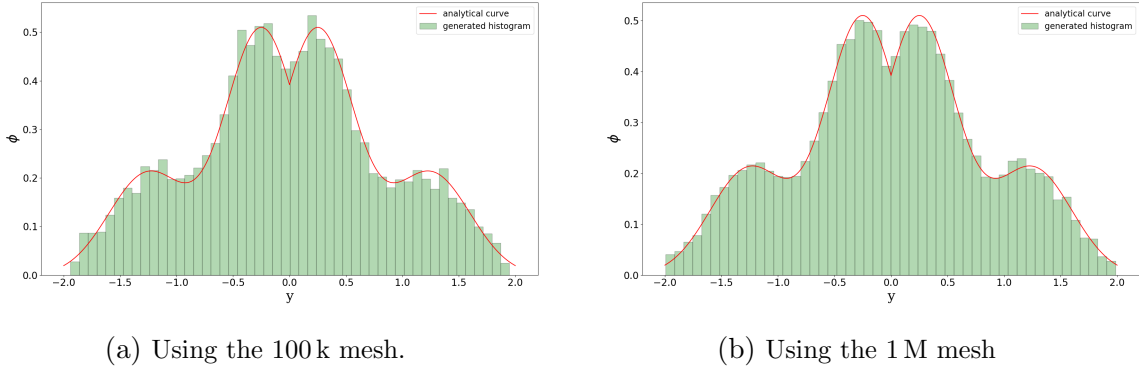 analytical curve
generated histogram
0.5
0.4
0.3
0.2
0.1
0.0
ϕ
−2.0 −1.5 −1.0 −0.5 0.0 0.5 1.0 1.5 2.0
y
(a) Using the 100 k mesh.
analytical curve
generated histogram
0.5
0.4
0.3
0.2
0.1
0.0
ϕ
−2.0 −1.5 −1.0 −0.5 0.0 0.5 1.0 1.5 2.0
y
(b) Using the 1 M mesh